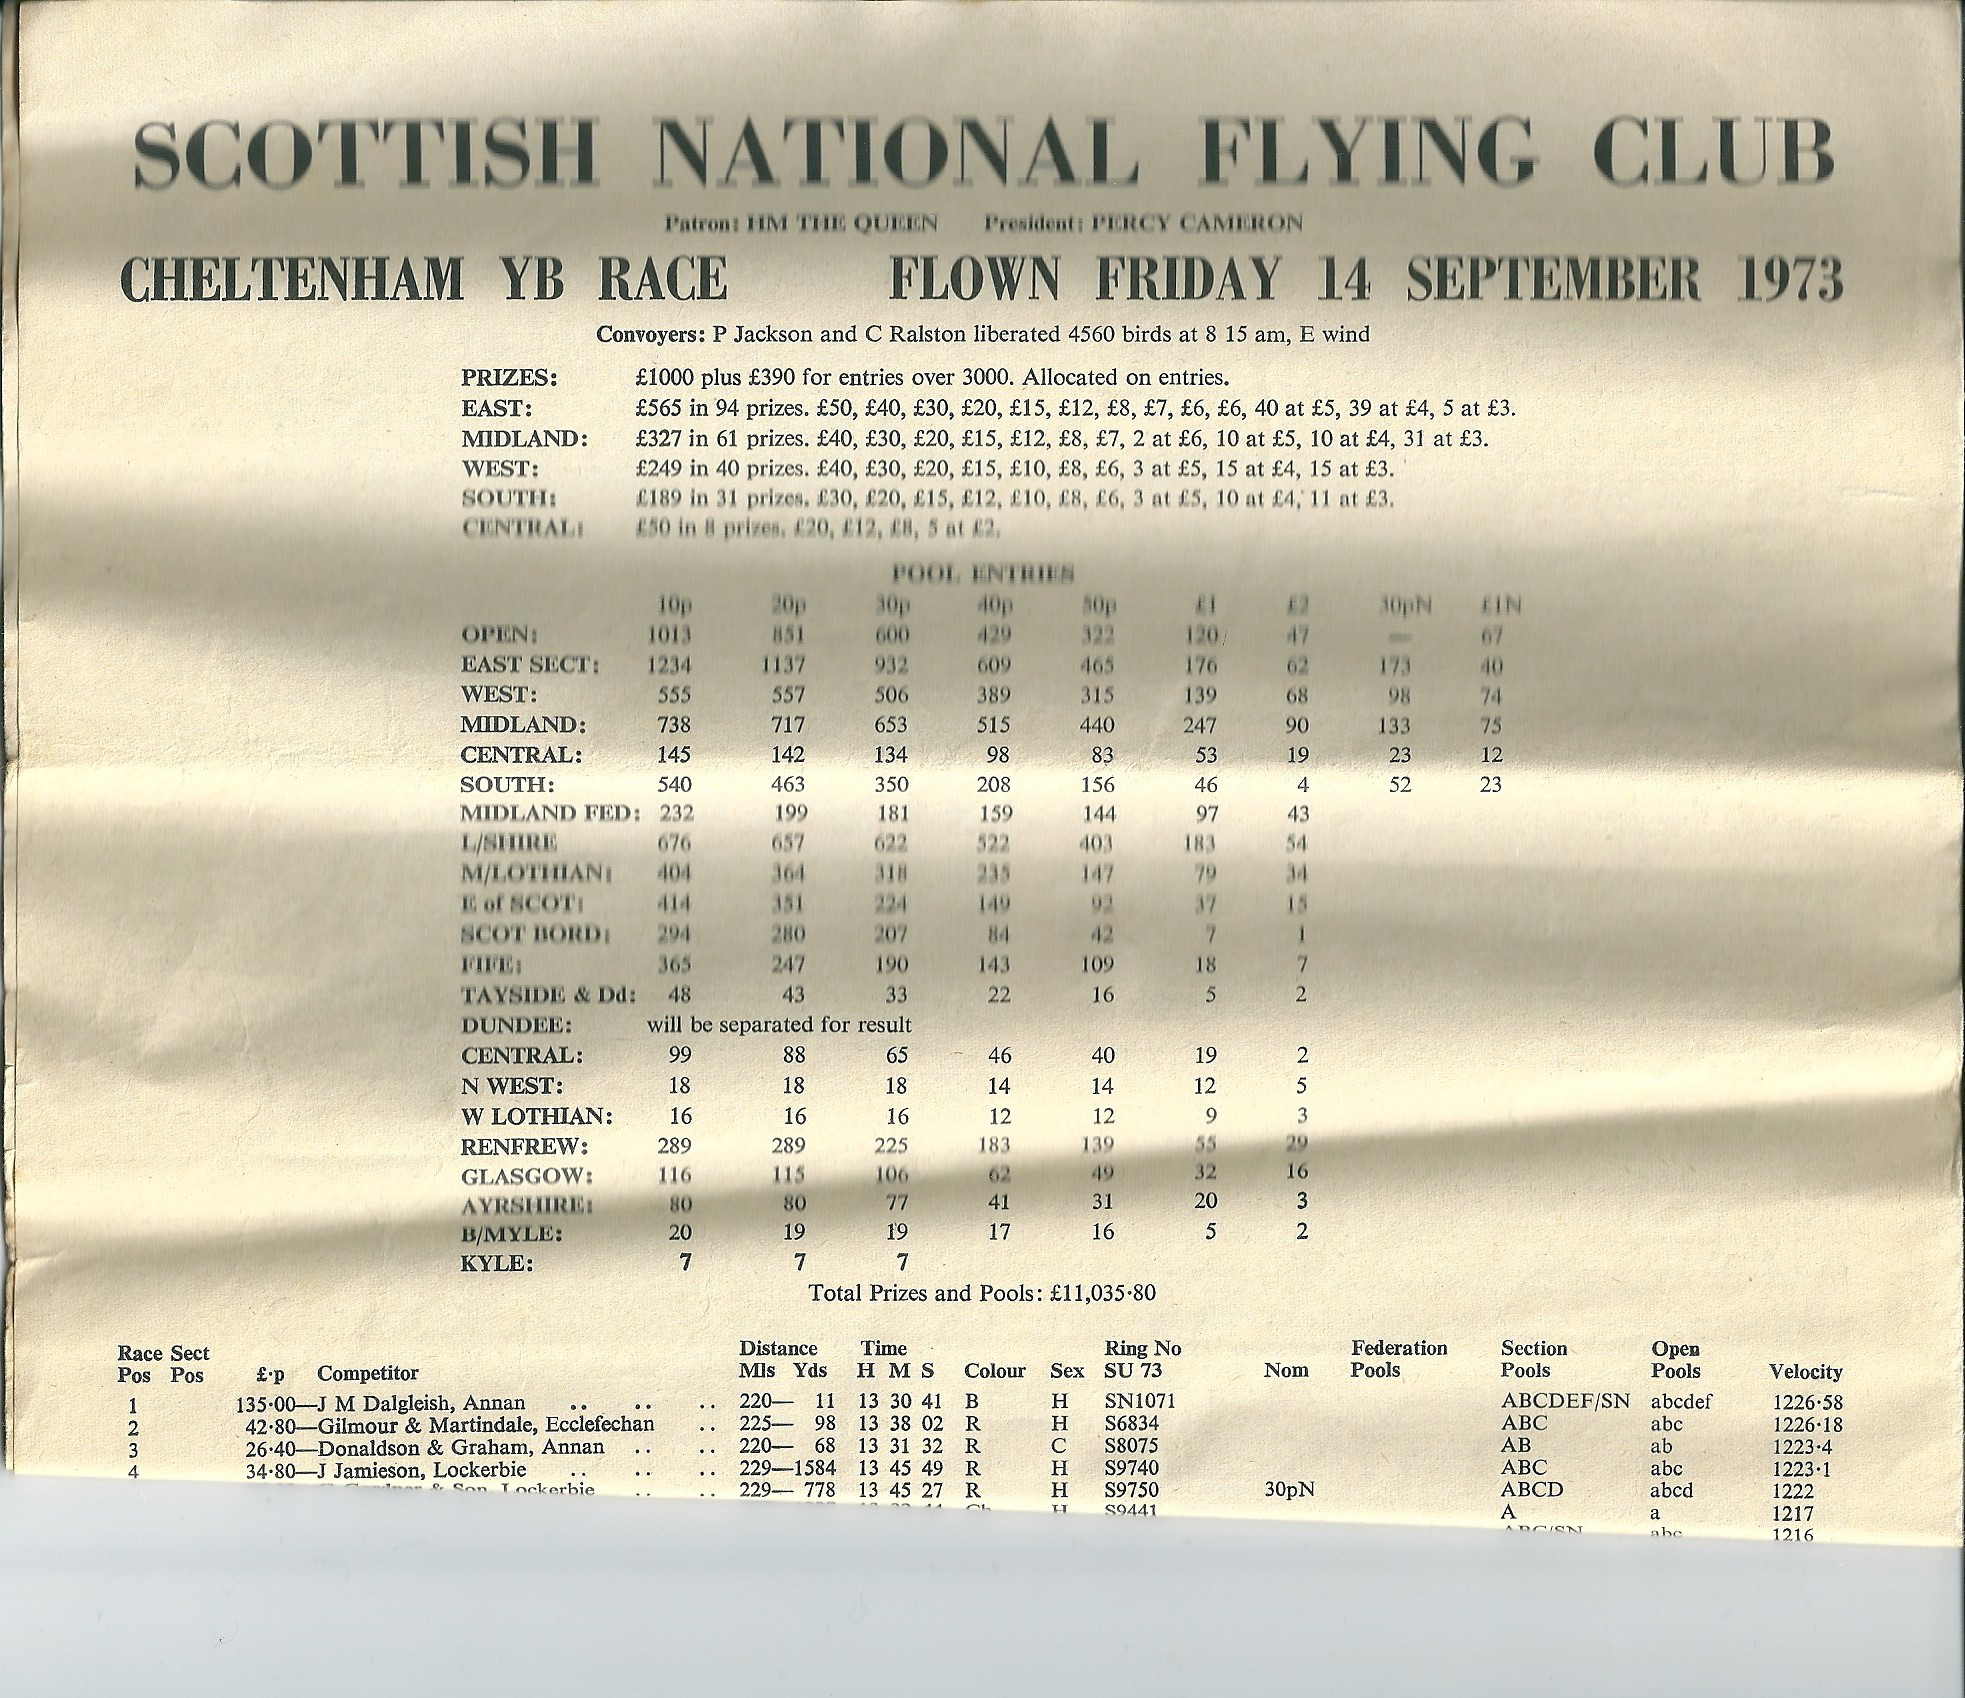 SCOTTISH NATIONAL FLYING CLUB
Patron: HM THE QUEEN President: PERCY CAMERON
CHELTENHAM YB RACE FLOWN FRIDAY 14 SEPTEMBER 1973
Convoyers: P Jackson and C Ralston liberated 4560 birds at 8 15 am, E wind
PRIZES: £1000 plus £390 for entries over 3000. Allocated on entries.
EAST: £565 in 94 prizes. £50, £40, £30, £20, £15, £12, £8, £7, £6, £6, 40 at £5, 39 at £4, 5 at £3.
MIDLAND: £327 in 61 prizes. £40, £30, £20, £15, £12, £8, £7, 2 at £6, 10 at £5, 10 at £4, 31 at £3.
WEST: £249 in 40 prizes. £40, £30, £20, £15, £10, £8, £6, 3 at £5, 15 at £4, 15 at £3.
SOUTH: £189 in 31 prizes. £30, £20, £15, £12, £10, £8, £6, 3 at £5, 10 at £4, 11 at £3.
CENTRAL: £50 in 8 prizes. £20, £12, £8, 5 at £2.
POOL ENTRIES
10p 20p 30p 40p 50p £1 £2 30pN £1N
OPEN: 1013 851 600 429 322 120 47 — 67
EAST SECT: 1234 1137 932 609 465 176 62 173 40
WEST: 555 557 506 389 315 139 68 98 74
MIDLAND: 738 717 653 515 440 247 90 133 75
CENTRAL: 145 142 134 98 83 53 19 23 12
SOUTH: 540 463 350 208 156 46 4 52 23
MIDLAND FED: 232 199 181 159 144 97 43
L/SHIRE 676 657 622 522 403 183 54
M/LOTHIAN: 404 364 318 235 147 79 34
E of SCOT: 414 351 224 149 92 37 15
SCOT BORD: 294 280 207 84 42 7 1
FIFE: 365 247 190 143 109 18 7
TAYSIDE & Dd: 48 43 33 22 16 5 2
DUNDEE: will be separated for result
CENTRAL: 99 88 65 46 40 19 2
N WEST: 18 18 18 14 14 12 5
W LOTHIAN: 16 16 16 12 12 9 3
RENFREW: 289 289 225 183 139 55 29
GLASGOW: 116 115 106 62 49 32 16
AYRSHIRE: 80 80 77 41 31 20 3
B/MYLE: 20 19 19 17 16 5 2
KYLE: 7 7 7
Total Prizes and Pools: £11,035·80
Race Sect Distance Time Ring No Federation Section Open
Pos Pos £·p Competitor Mls Yds H M S Colour Sex SU 73 Nom Pools Pools Pools Velocity
1 135·00—J M Dalgleish, Annan .. .. .. 220— 11 13 30 41 B H SN1071 ABCDEF/SN abcdef 1226·58
2 42·80—Gilmour & Martindale, Ecclefechan .. 225— 98 13 38 02 R H S6834 ABC abc 1226·18
3 26·40—Donaldson & Graham, Annan .. .. 220— 68 13 31 32 R C S8075 AB ab 1223·4
4 34·80—J Jamieson, Lockerbie .. .. .. 229—1584 13 45 49 R H S9740 ABC abc 1223·1
& Son, Lockerbie .. .. 229— 778 13 45 27 R H S9750 30pN ABCD abcd 1222
H S9441 A a 1217
ABC/SN abc 1216